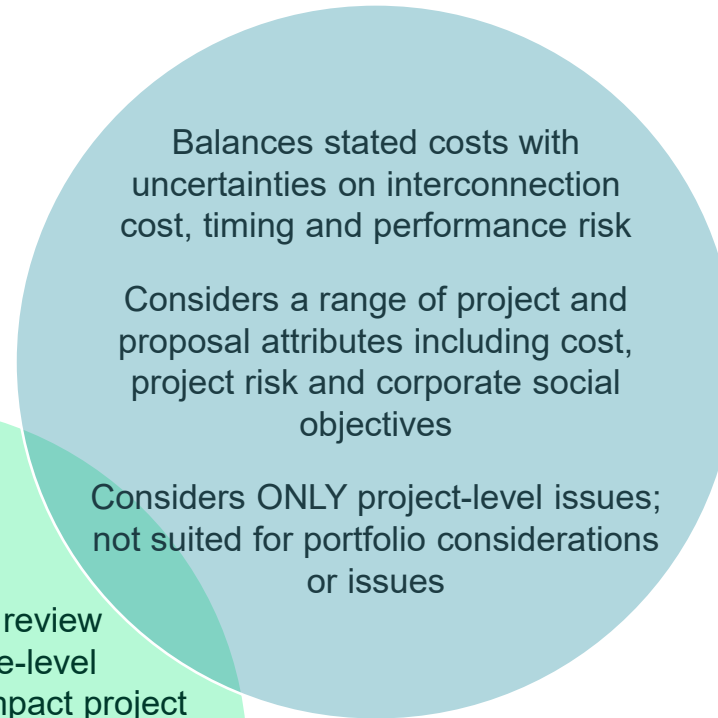 Balances stated costs with
uncertainties on interconnection
cost, timing and performance risk
Considers a range of project and
proposal attributes including cost,
project risk and corporate social
objectives
Considers ONLY project-level issues;
not suited for portfolio considerations
or issues
review
e-level
npact project